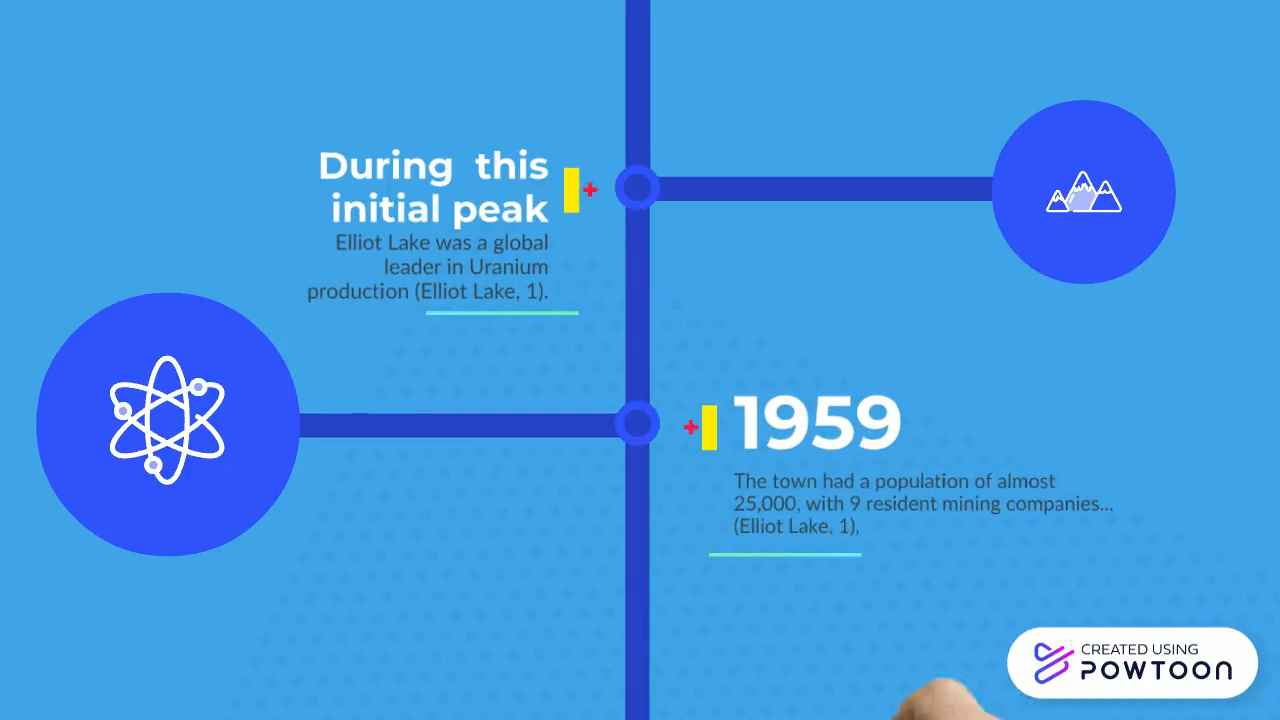 During this
initial peak
Elliot Lake was a global
leader in Uranium
production (Elliot Lake, 1).
1959
The town had a population of almost
25,000, with 9 resident mining companies...
(Elliot Lake, 1),
CREATED USING
POWTOON